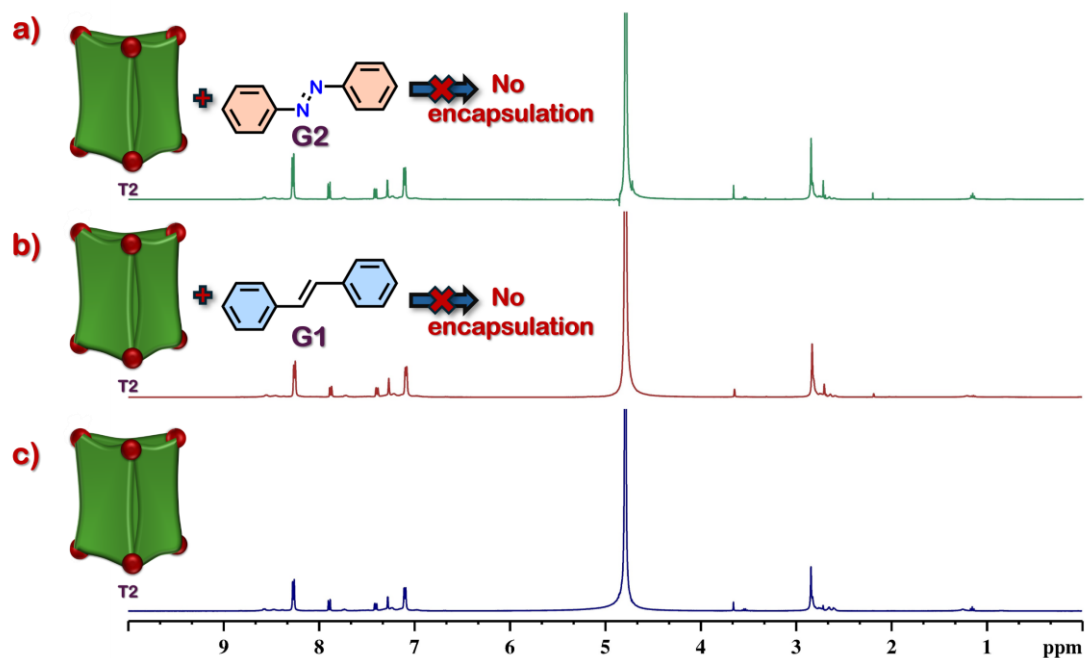 a)
N
N
G2
No
encapsulation
T2
b)
G1
No
encapsulation
T2
c)
T2
9 8 7 6 5 4 3 2 1 ppm